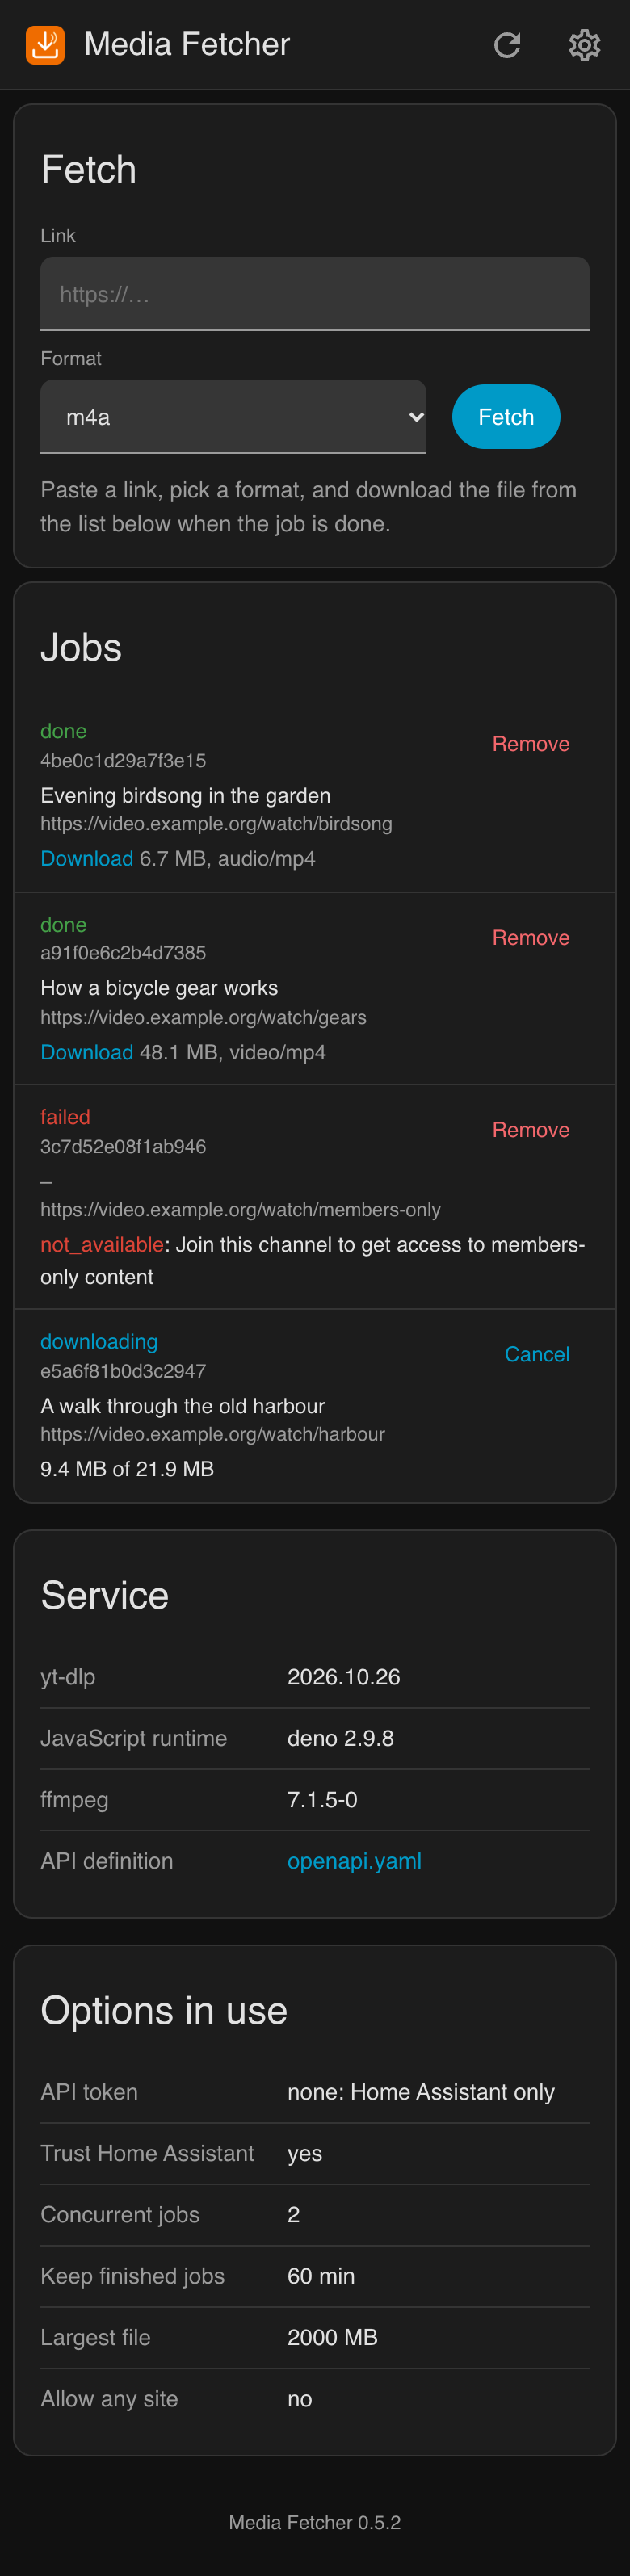 Media Fetcher
Fetch
Link
https://…
Format
m4a
Fetch
Paste a link, pick a format, and download the file from
the list below when the job is done.
Jobs
done
Remove
4be0c1d29a7f3e15
Evening birdsong in the garden
https://video.example.org/watch/birdsong
Download 6.7 MB, audio/mp4
done
Remove
a91f0e6c2b4d7385
How a bicycle gear works
https://video.example.org/watch/gears
Download 48.1 MB, video/mp4
failed
Remove
3c7d52e08f1ab946
–
https://video.example.org/watch/members-only
not_available: Join this channel to get access to members-
only content
downloading
Cancel
e5a6f81b0d3c2947
A walk through the old harbour
https://video.example.org/watch/harbour
9.4 MB of 21.9 MB
Service
yt-dlp 2026.10.26
JavaScript runtime deno 2.9.8
ffmpeg 7.1.5-0
API definition openapi.yaml
Options in use
API token none: Home Assistant only
Trust Home Assistant yes
Concurrent jobs 2
Keep finished jobs 60 min
Largest file 2000 MB
Allow any site no
Media Fetcher 0.5.2